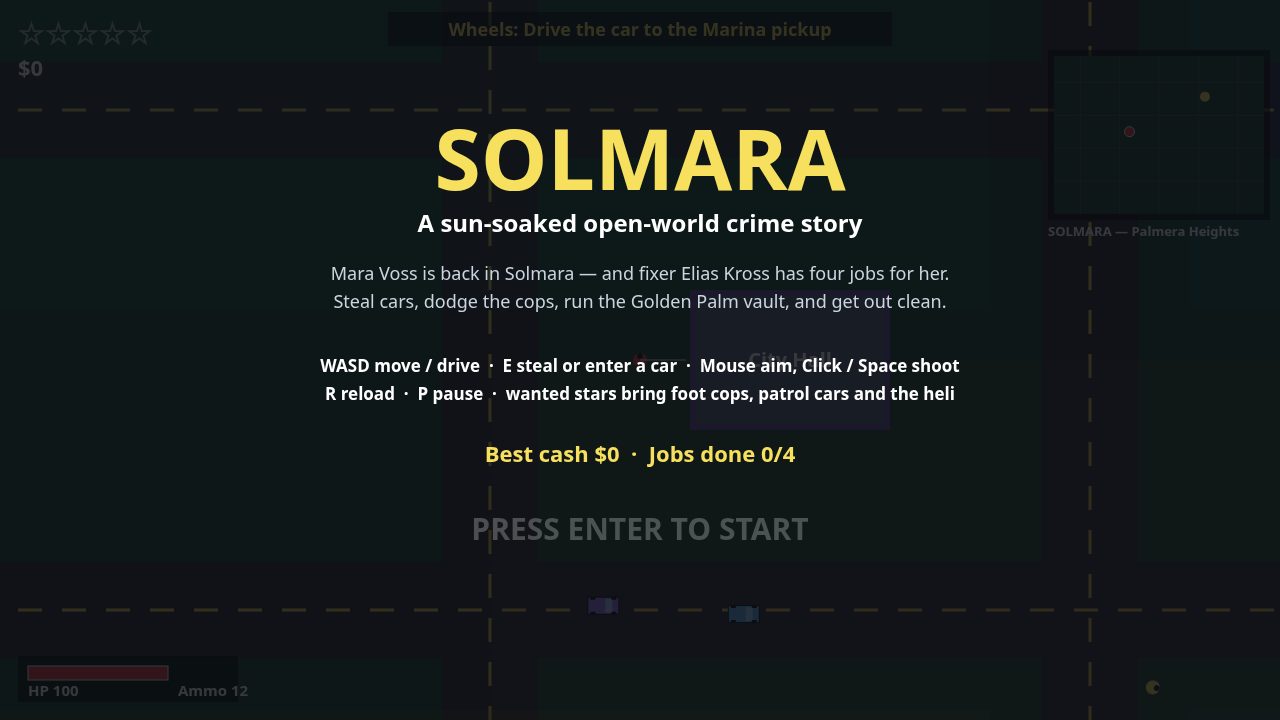 ☆☆☆☆☆
Wheels: Drive the car to the Marina pickup
$0
SOLMARA
A sun-soaked open-world crime story
SOLMARA — Palmera Heights
Mara Voss is back in Solmara — and fixer Elias Kross has four jobs for her.
Steal cars, dodge the cops, run the Golden Palm vault, and get out clean.
City Hall
WASD move / drive · E steal or enter a car · Mouse aim, Click / Space shoot
R reload · P pause · wanted stars bring foot cops, patrol cars and the heli
Best cash $0 · Jobs done 0/4
PRESS ENTER TO START
HP 100 Ammo 12